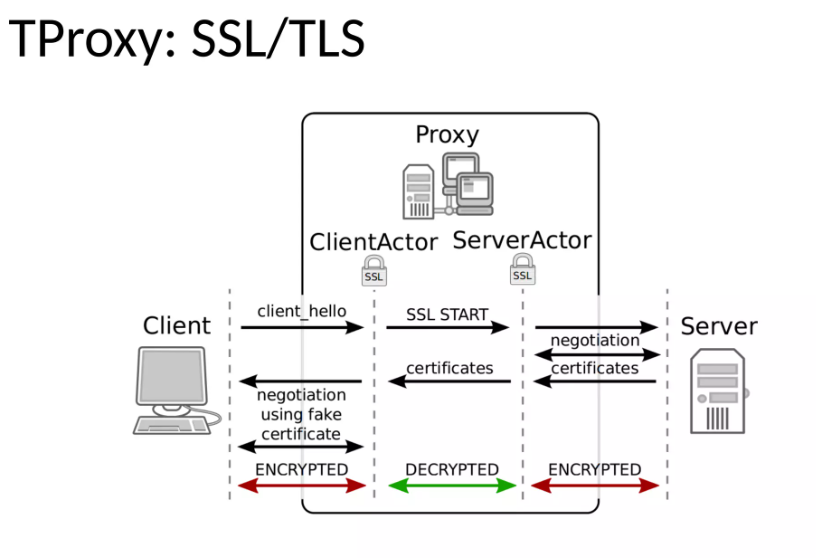 TProxy: SSL/TLS
Proxy
ClientActor
ServerActor
SSL
SSL
Client
Server
client_hello
SSL START
negotiation
certificates
certificates
negotiation
using fake
certificate
ENCRYPTED
DECRYPTED
ENCRYPTED